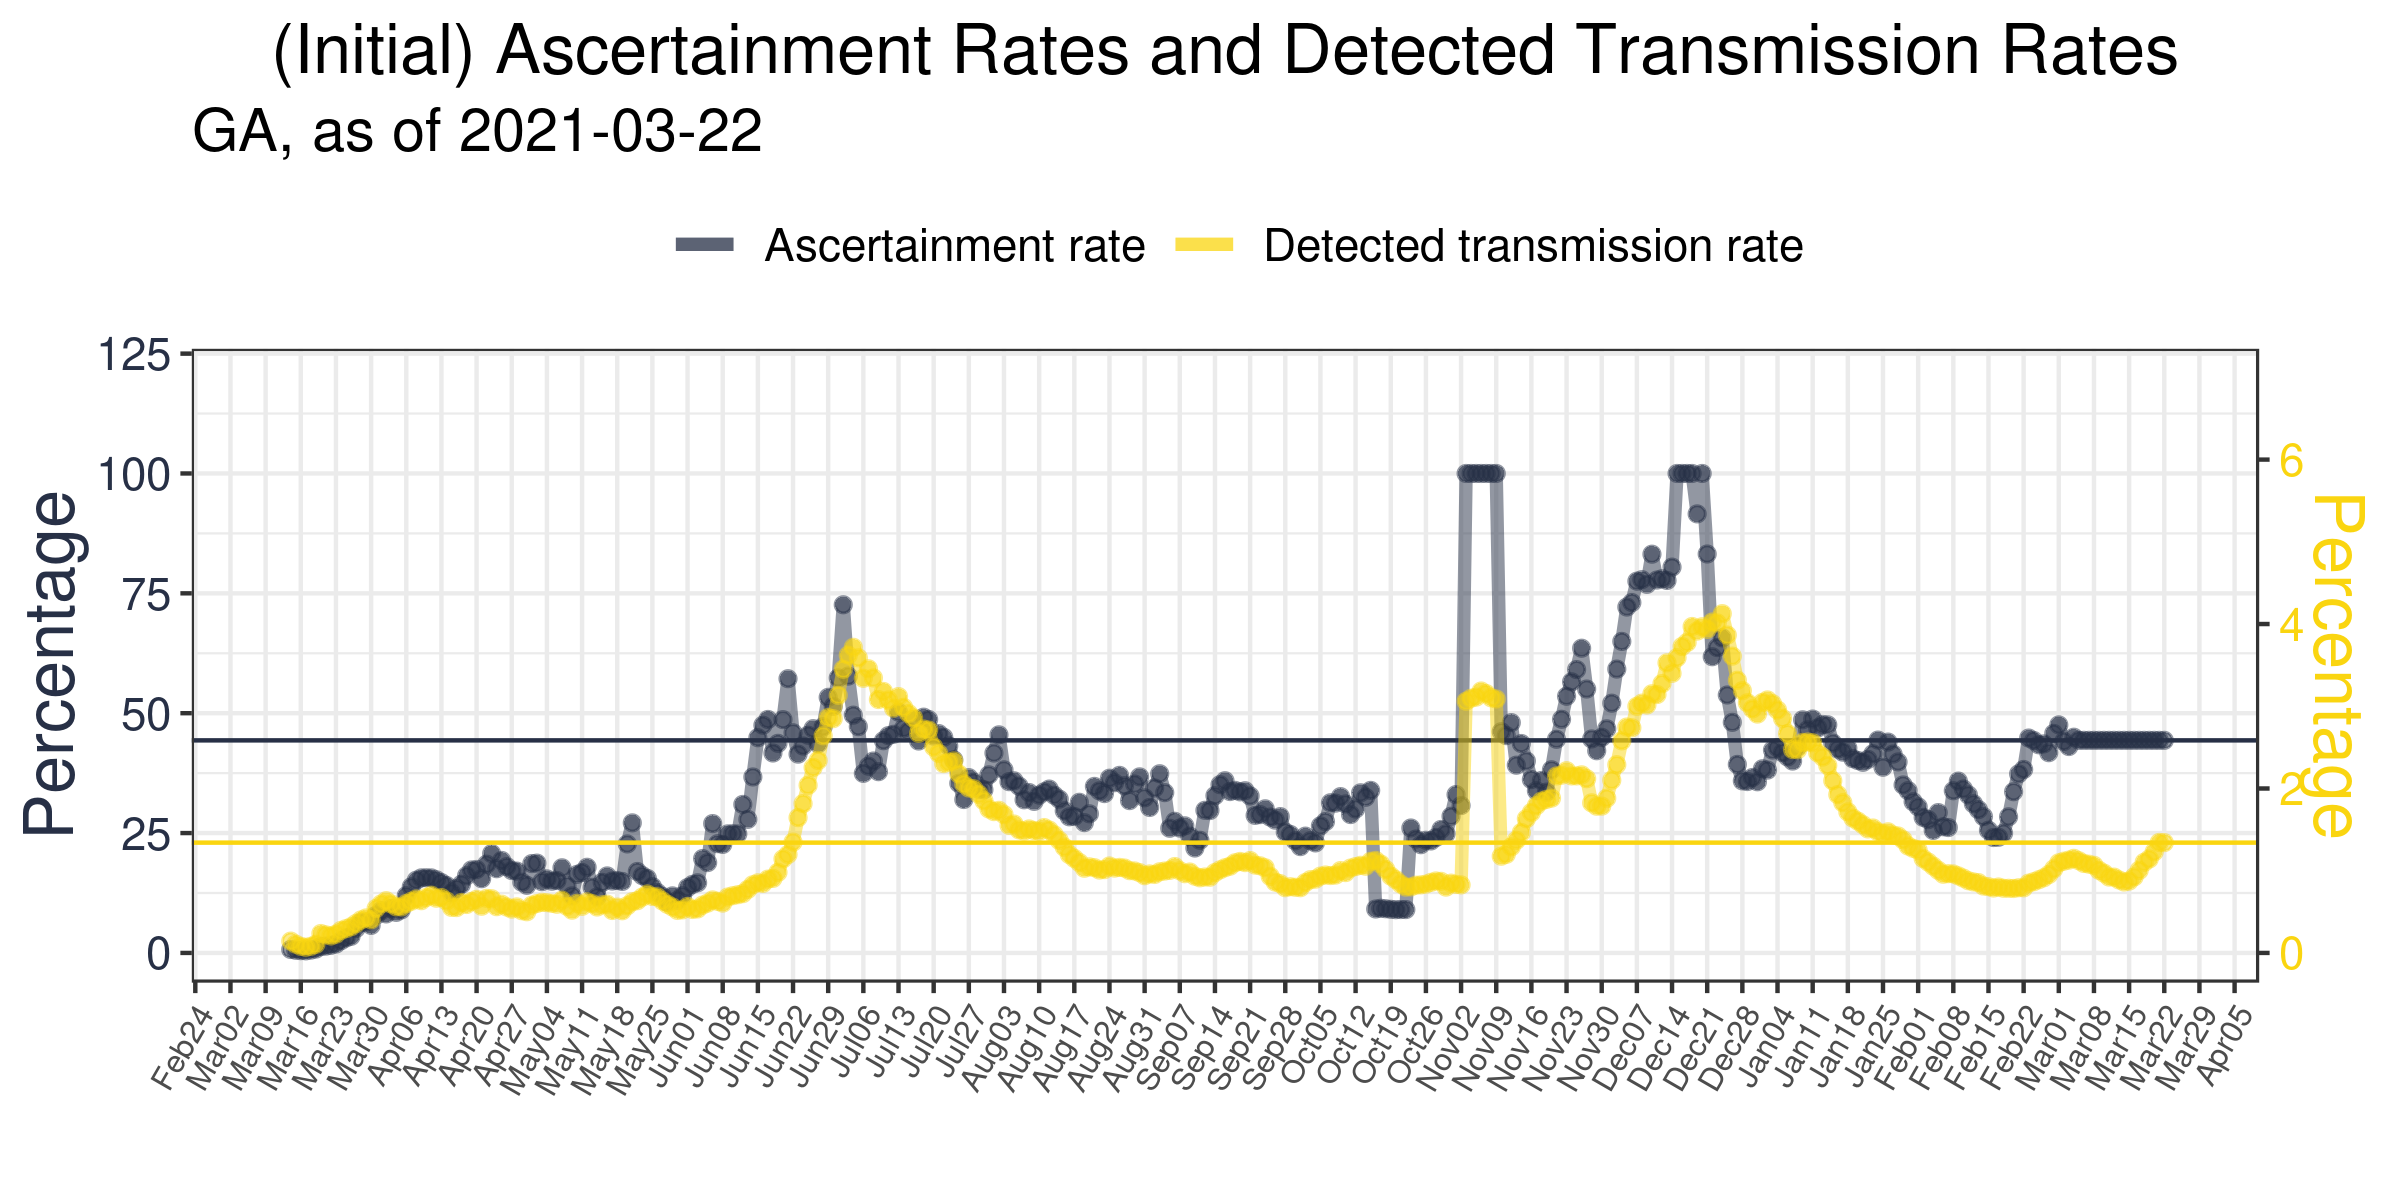 (Initial) Ascertainment Rates and Detected Transmission Rates
GA, as of 2021-03-22
Ascertainment rate
Detected transmission rate
Percentage
125
100
75
50
25
0
6
4
2
0
Percentage
Feb24
Mar02
Mar09
Mar16
Mar23
Mar30
Apr06
Apr13
Apr20
Apr27
May04
May11
May18
May25
Jun01
Jun08
Jun15
Jun22
Jun29
Jul06
Jul13
Jul20
Jul27
Aug03
Aug10
Aug17
Aug24
Aug31
Sep07
Sep14
Sep21
Sep28
Oct05
Oct12
Oct19
Oct26
Nov02
Nov09
Nov16
Nov23
Nov30
Dec07
Dec14
Dec21
Dec28
Jan04
Jan11
Jan18
Jan25
Feb01
Feb08
Feb15
Feb22
Mar01
Mar08
Mar15
Mar22
Mar29
Apr05